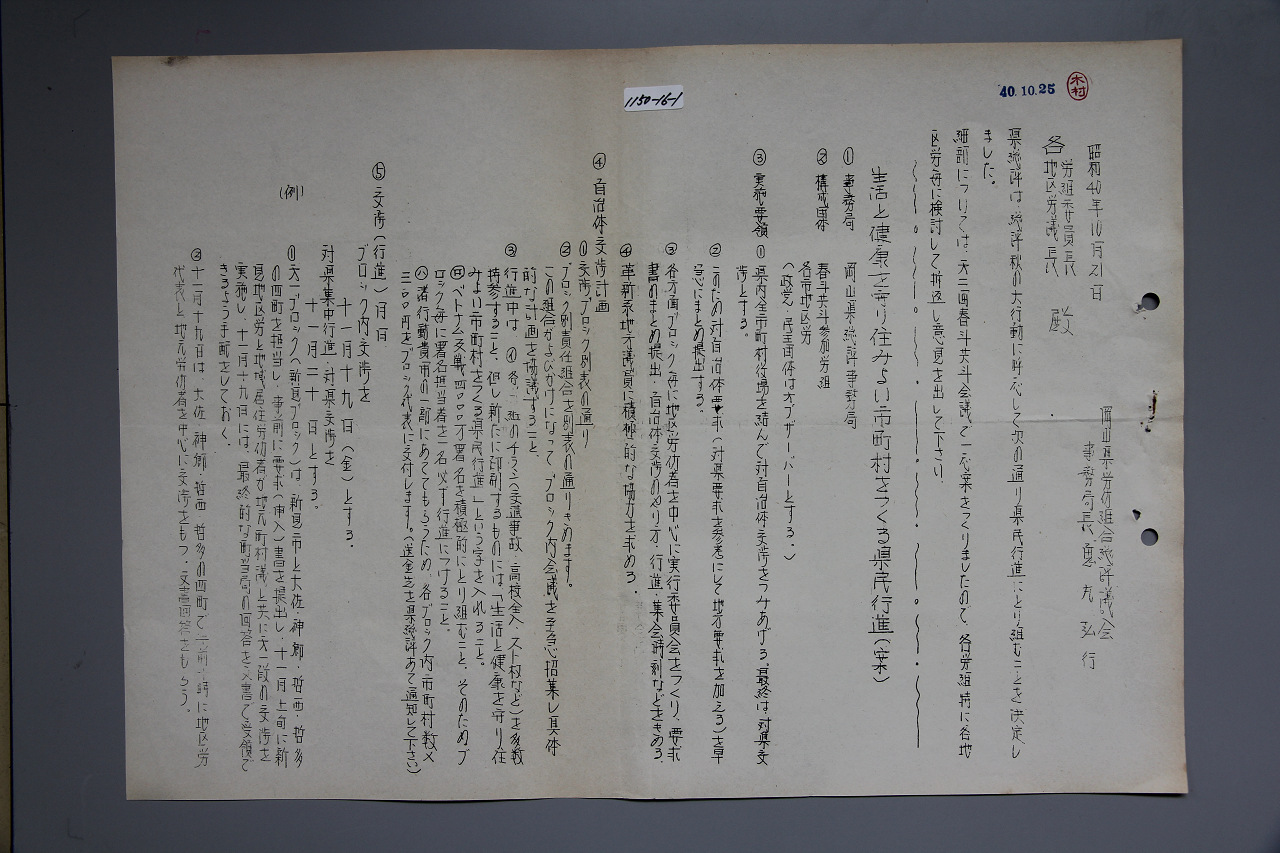 1150-16-1
40.10.25
木村
昭和40年10月21日
労組委員長
各地区労議長 殿
岡山県労仂組合総評議会
事務局長 丸 弘行
県総評は、総評秋の大行動に呼応して次の通り県民行進にとり組むことを決定し
ました。
細部については、オ二回春斗共斗会議で一応案をつくりましたので、各労組特に各地
区労毎に検討して折返し意見を出して下さい。
生活と健康を守り住みよい市町村をつくる県民行進(案)
① 事務局 岡山県総評事務局
② 構成団体 春斗共斗参加労組
各市地区労
(政党・民主団体はオブザーバーとする。)
③ 実施要領 ① 県内全市町村役場を結んで対自治体交渉をつみあげる。最終は対県交
渉とする。
② このため対自治体要求(対県要求を参考にして地方要求を加える)を早
急にまとめ提出する。
③ 各方面ブロック毎に地区労仂者を中心に実行委員会をつくり、要求
書のまとめ提出・自治体交渉のやり方・行進・集会時刻などをきめる。
④ 革新系地方議員に積極的な協力を求める。
④ 自治体交渉計画
① 交渉ブロック別表の通り
② ブロック別責任組合を別表の通りきめます。
この組合がよびかけになって、ブロック内会議を早急に招集し具体
的な計画を協議すること、
③ 行進中は、
のチラシ(交運事政・高校全入・スト权など)を多数
持参すること、但し新たに印刷するものには「生活と健康を守り住
みよい市町村をつくる県民行進」という字を入れること。
(ロ) ベトナム反戦四〇〇万署名を積極的にとり組むこと、そのためブ
ロック毎に署名担当者を一名必ず行進につけること。
(ハ) 諸行動費市の一部にあててもらうため、各ブロック内市町村数×
三〇〇円をブロック代表に交付します。(送金先を県総評あて通知して下さい)
⑤ 交渉(行進)月日
ブロック内交渉を
十一月十九日(金)とする。
対県集中行進・対県交渉を
十一月二十 日とする。
(例)
① オ一ブロック(新見ブロック)は、新見市と大佐・神郷・哲西・哲多
の四町を担当し、事前に要求(申入)書を提出し、十一月上旬に新
見地区労と地域居住労仂者が地元町村議と共にオ一段の交渉を
実施し、十一月十九日には、最終的な町当局の回答を文書で受領で
きるよう手配をしておく。
② 十一月十九日は、大佐・神郷・哲西・哲多の四町で午前十時に地区労
代表と地元労仂者を中心に交渉をもつ、文書回答をもらう。